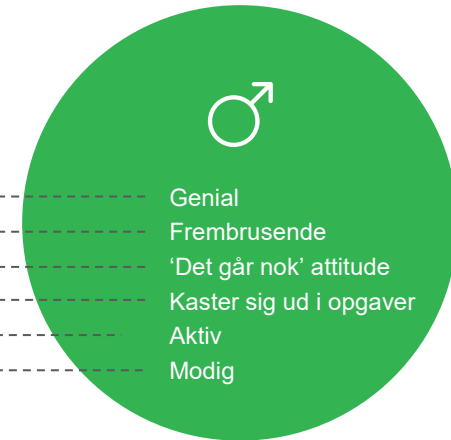 Genial
Frembrusende
‘Det går nok’ attitude
Kaster sig ud i opgaver
Aktiv
Modig